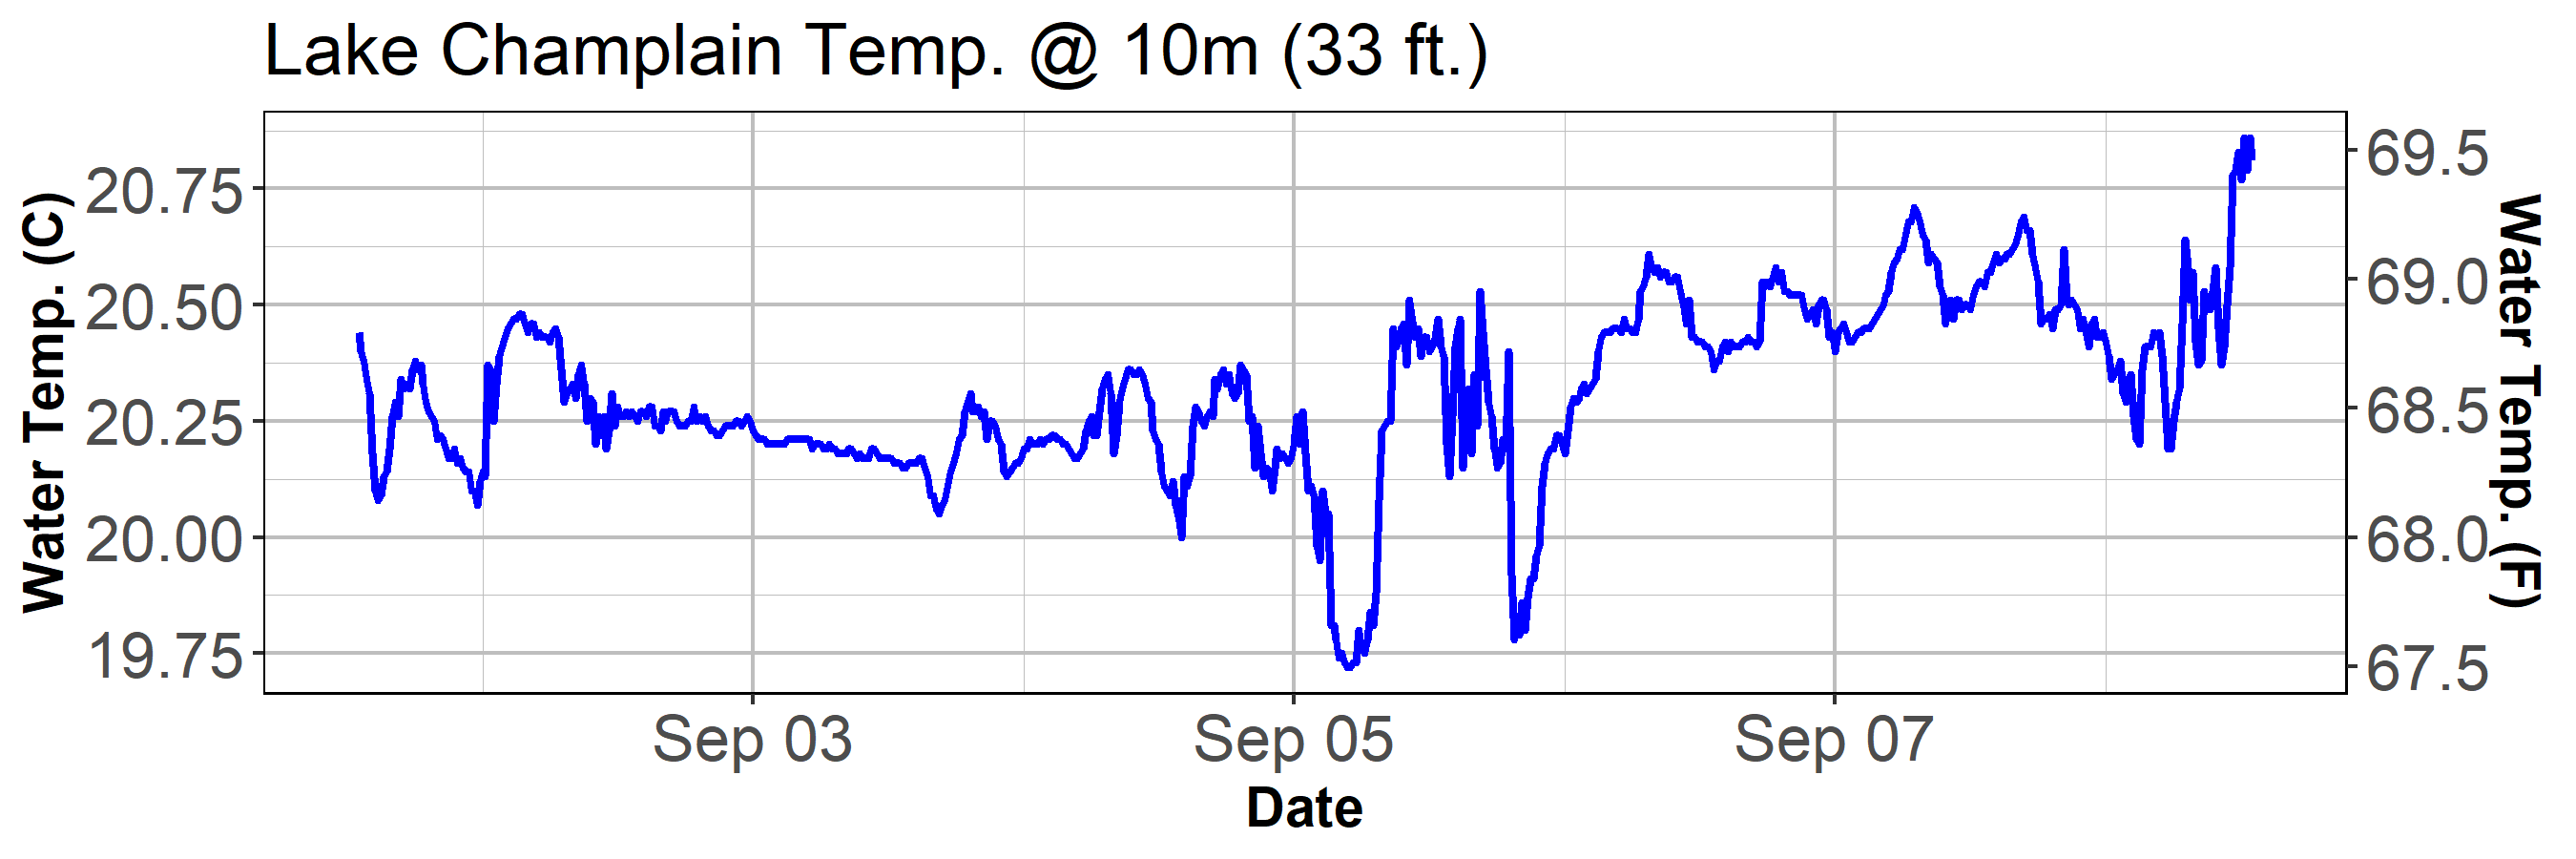 Lake Champlain Temp. @ 10m (33 ft.)
Water Temp. (C)
20.75
20.50
20.25
20.00
19.75
69.5
69.0
68.5
68.0
67.5
Water Temp. (F)
Sep 03
Sep 05
Sep 07
Date